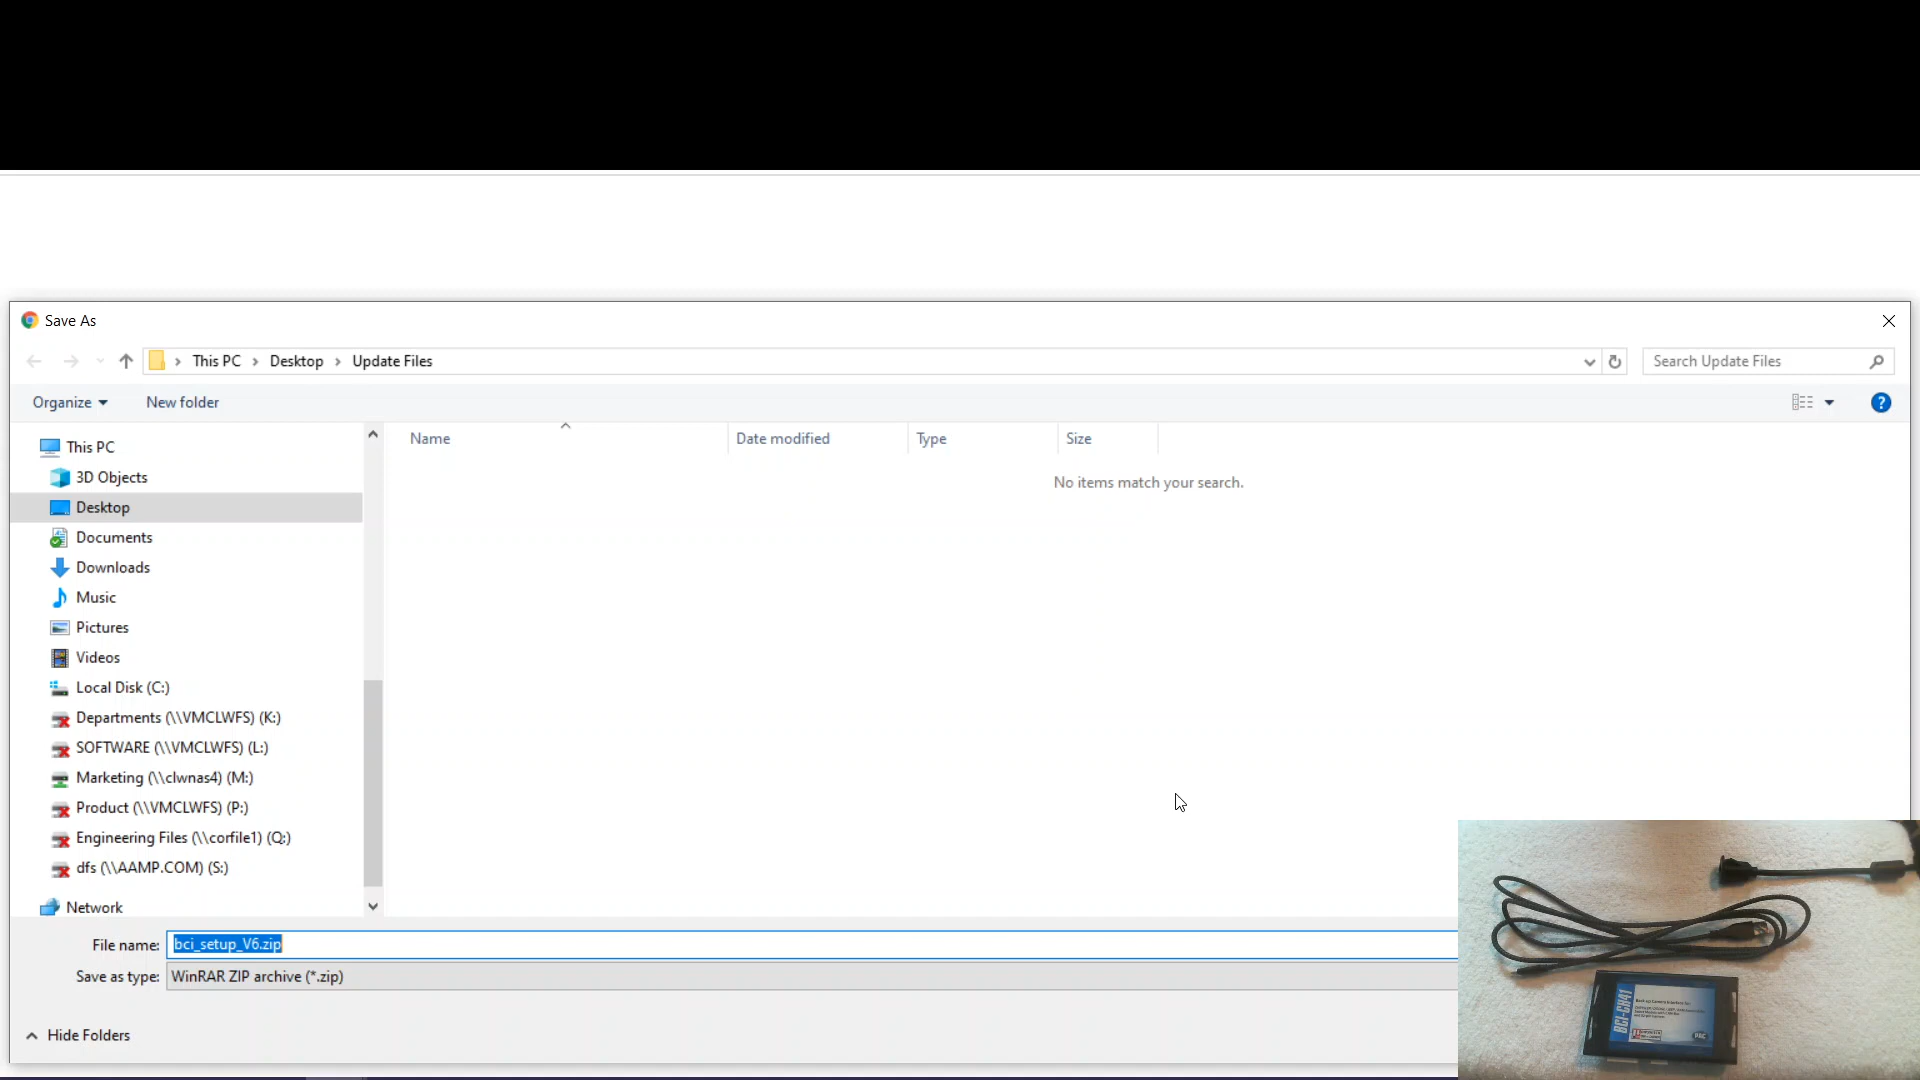 Save As
This PC
Desktop
Update Files
Search Update Files
Organize
New folder
?
Name
Date modified
Type
Size
No items match your search.
This PC
3D Objects
Desktop
Documents
Downloads
Music
Pictures
Videos
Local Disk (C:)
Departments (\\VMCLWFS) (K:)
SOFTWARE (\\VMCLWFS) (L:)
Marketing (\\clwnas4) (M:)
Product (\\VMCLWFS) (P:)
Engineering Files (\\corfile1) (Q:)
dfs (\\AAMP.COM) (S:)
Network
File name: bci_setup_V6.zip
Save as type: WinRAR ZIP archive (*.zip)
Hide Folders
BCI-CH41
PAC